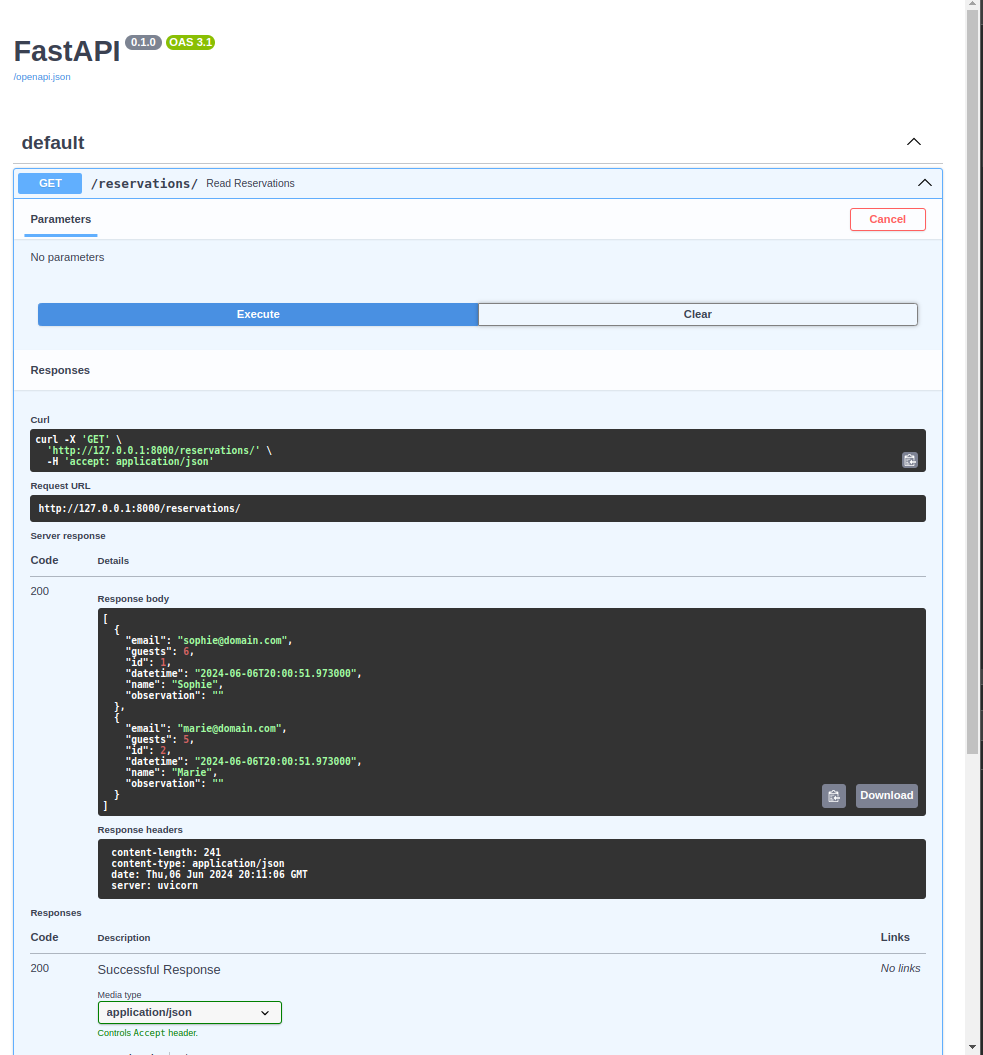 FastAPI 0.1.0 OAS 3.1
/openapi.json
default
GET /reservations/ Read Reservations
Parameters
Cancel
No parameters
Execute
Clear
Responses
Curl
curl -X 'GET' \
'http://127.0.0.1:8000/reservations/' \
-H 'accept: application/json'
Request URL
http://127.0.0.1:8000/reservations/
Server response
Code Details
200
Response body
[
{
"email": "sophie@domain.com",
"guests": 6,
"id": 1,
"datetime": "2024-06-06T20:00:51.973000",
"name": "Sophie",
"observation": ""
},
{
"email": "marie@domain.com",
"guests": 5,
"id": 2,
"datetime": "2024-06-06T20:00:51.973000",
"name": "Marie",
"observation": ""
}
]
Download
Response headers
content-length: 241
content-type: application/json
date: Thu,06 Jun 2024 20:11:06 GMT
server: uvicorn
Responses
Code Description Links
200 Successful Response No links
Media type
application/json
Controls Accept header.